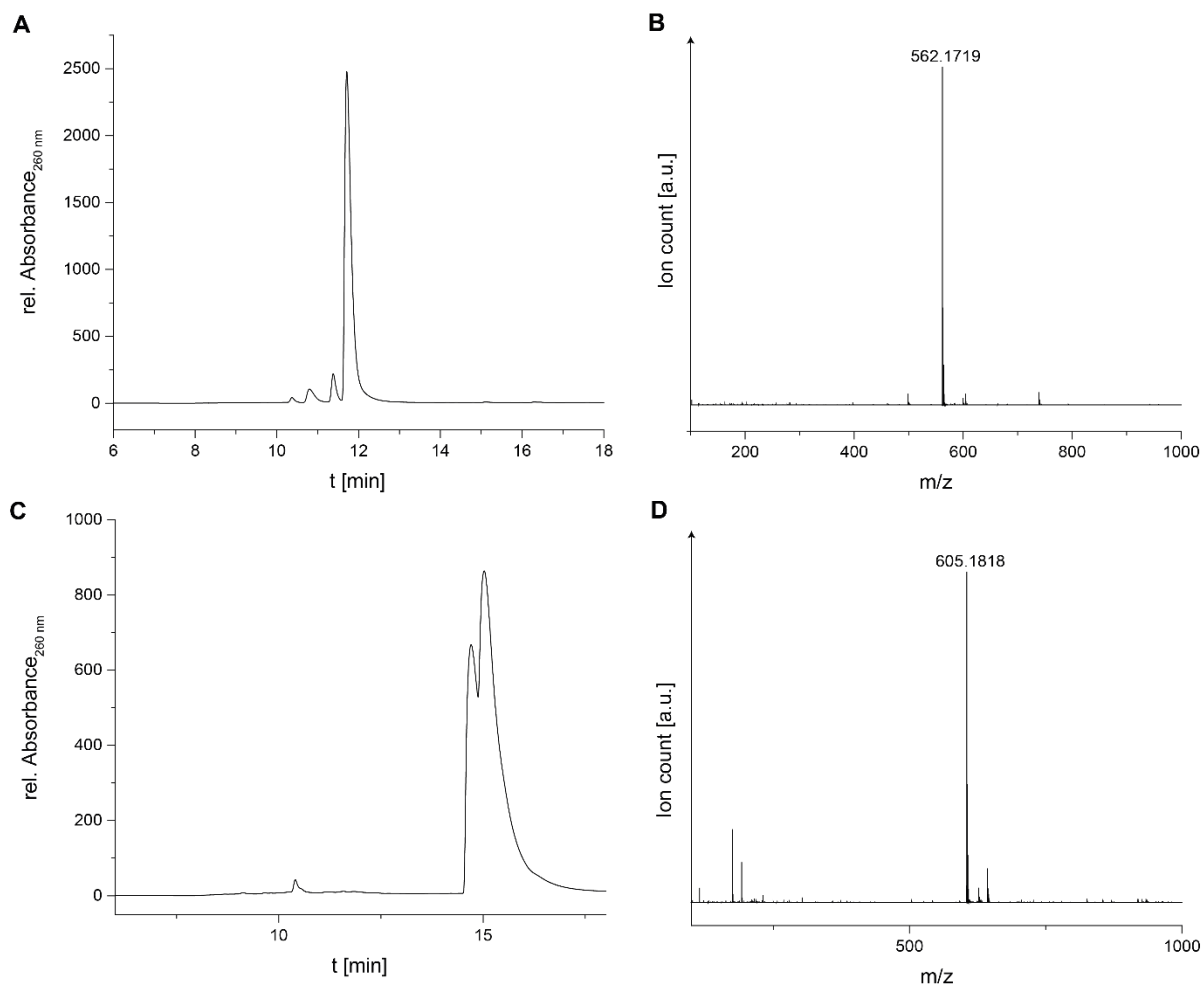 A
rel. Absorbance260 nm
2500
2000
1500
1000
500
0
6 8 10 12 14 16 18
t [min]
B
562.1719
Ion count [a.u.]
200 400 600 800 1000
m/z
C
rel. Absorbance260 nm
1000
800
600
400
200
0
10 15
t [min]
D
605.1818
Ion count [a.u.]
500 1000
m/z